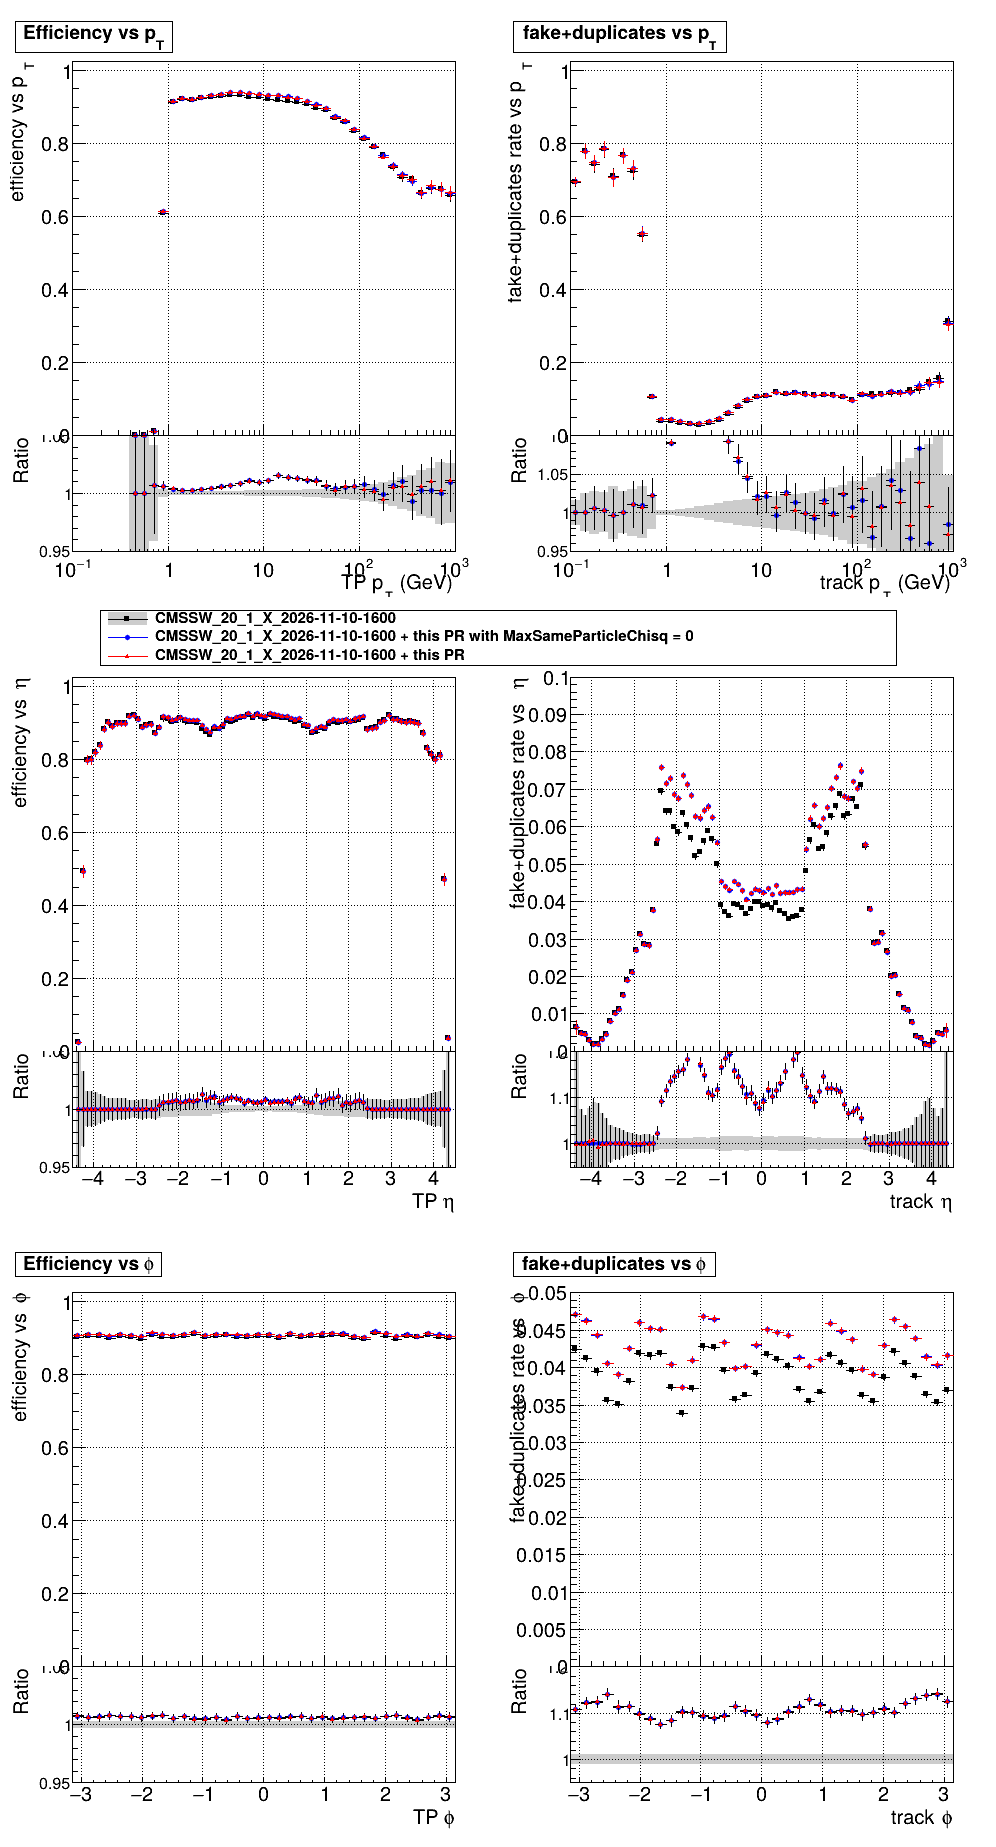 Efficiency vs p_T
fake+duplicates vs p_T
efficiency vs p_T
1
0.8
0.6
0.4
0.2
0
Ratio
1
0.95
10^−1
1
10
10^2
10^3
TP p_T (GeV)
fake+duplicates rate vs p_T
1
0.8
0.6
0.4
0.2
0
Ratio
1.05
1
0.95
10^−1
1
10
10^2
10^3
track p_T (GeV)
CMSSW_20_1_X_2026-11-10-1600
CMSSW_20_1_X_2026-11-10-1600 + this PR with MaxSameParticleChisq = 0
CMSSW_20_1_X_2026-11-10-1600 + this PR
efficiency vs η
1
0.8
0.6
0.4
0.2
0
Ratio
1
0.95
−4 −3 −2 −1 0 1 2 3 4
TP η
fake+duplicates rate vs η
0.1
0.09
0.08
0.07
0.06
0.05
0.04
0.03
0.02
0.01
Ratio
1.1
1
−4 −3 −2 −1 0 1 2 3 4
track η
Efficiency vs ϕ
fake+duplicates vs ϕ
efficiency vs ϕ
1
0.8
0.6
0.4
0.2
0
Ratio
1
0.95
−3 −2 −1 0 1 2 3
TP ϕ
fake+duplicates rate vs ϕ
0.05
0.045
0.04
0.035
0.03
0.025
0.02
0.015
0.01
0.005
0
Ratio
1.1
1
−3 −2 −1 0 1 2 3
track ϕ